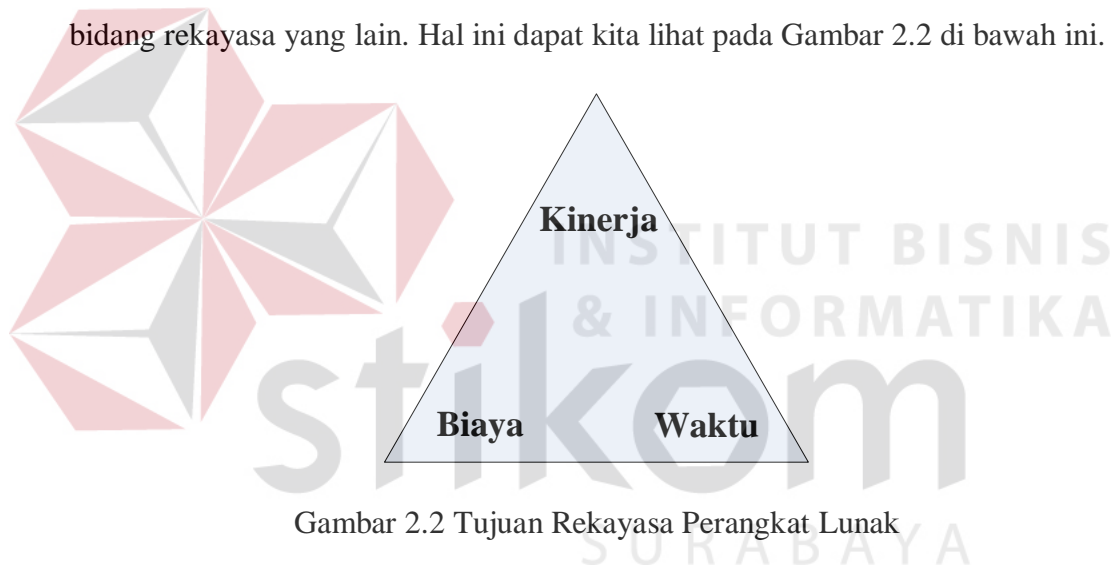 bidang rekayasa yang lain. Hal ini dapat kita lihat pada Gambar 2.2 di bawah ini.
Kinerja
INSTITUT BISNIS
& INFORMATIKA
stikom
Biaya Waktu
Gambar 2.2 Tujuan Rekayasa Perangkat Lunak
SURABAYA